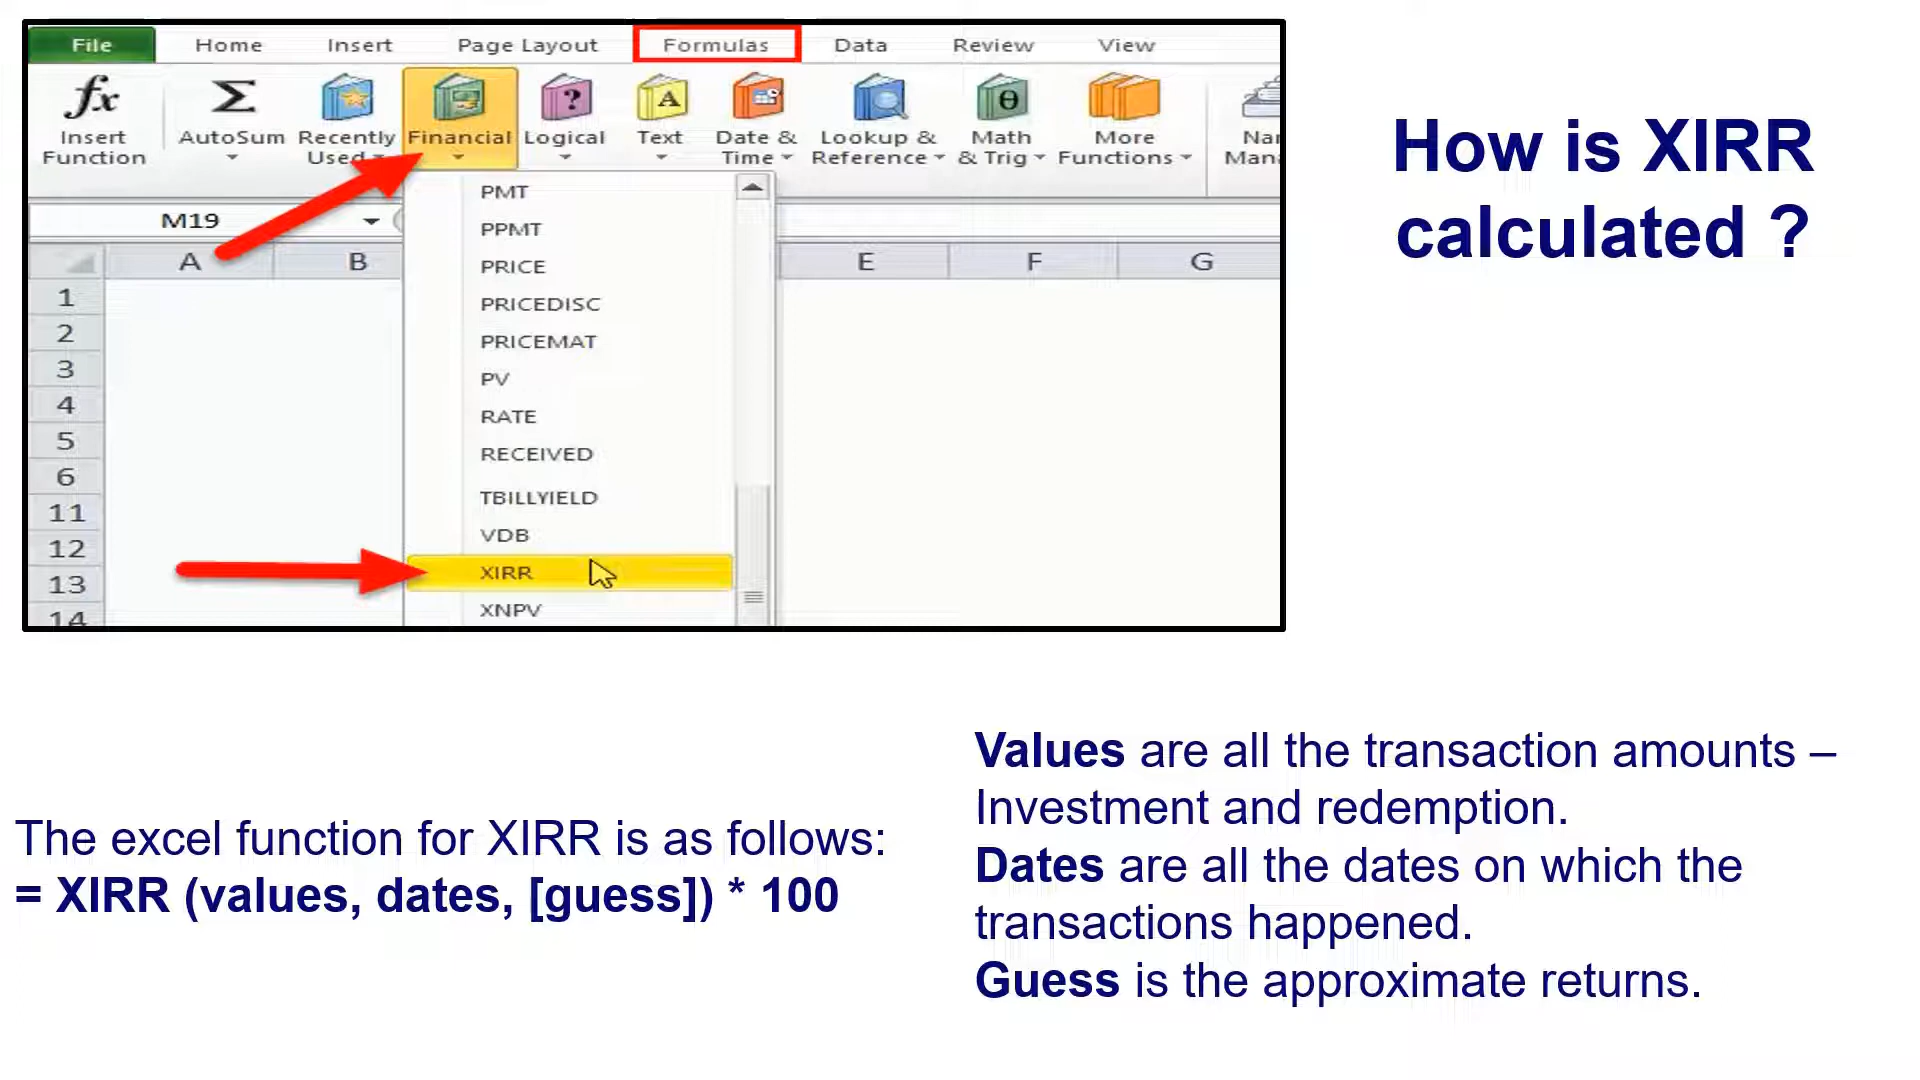 File Home Insert Page Layout Formulas Data Review View
fx Σ ? A θ
Insert Function
AutoSum
Recently Used
Financial
Logical
Text
Date & Time
Lookup & Reference
Math & Trig
More Functions
M19
A B E F G
PMT
PPMT
PRICE
PRICEDISC
PRICEMAT
PV
RATE
RECEIVED
TBILLYIELD
VDB
XIRR
XNPV
1
2
3
4
5
6
11
12
13
14
How is XIRR
calculated ?
The excel function for XIRR is as follows:
= XIRR (values, dates, [guess]) * 100
Values are all the transaction amounts –
Investment and redemption.
Dates are all the dates on which the
transactions happened.
Guess is the approximate returns.